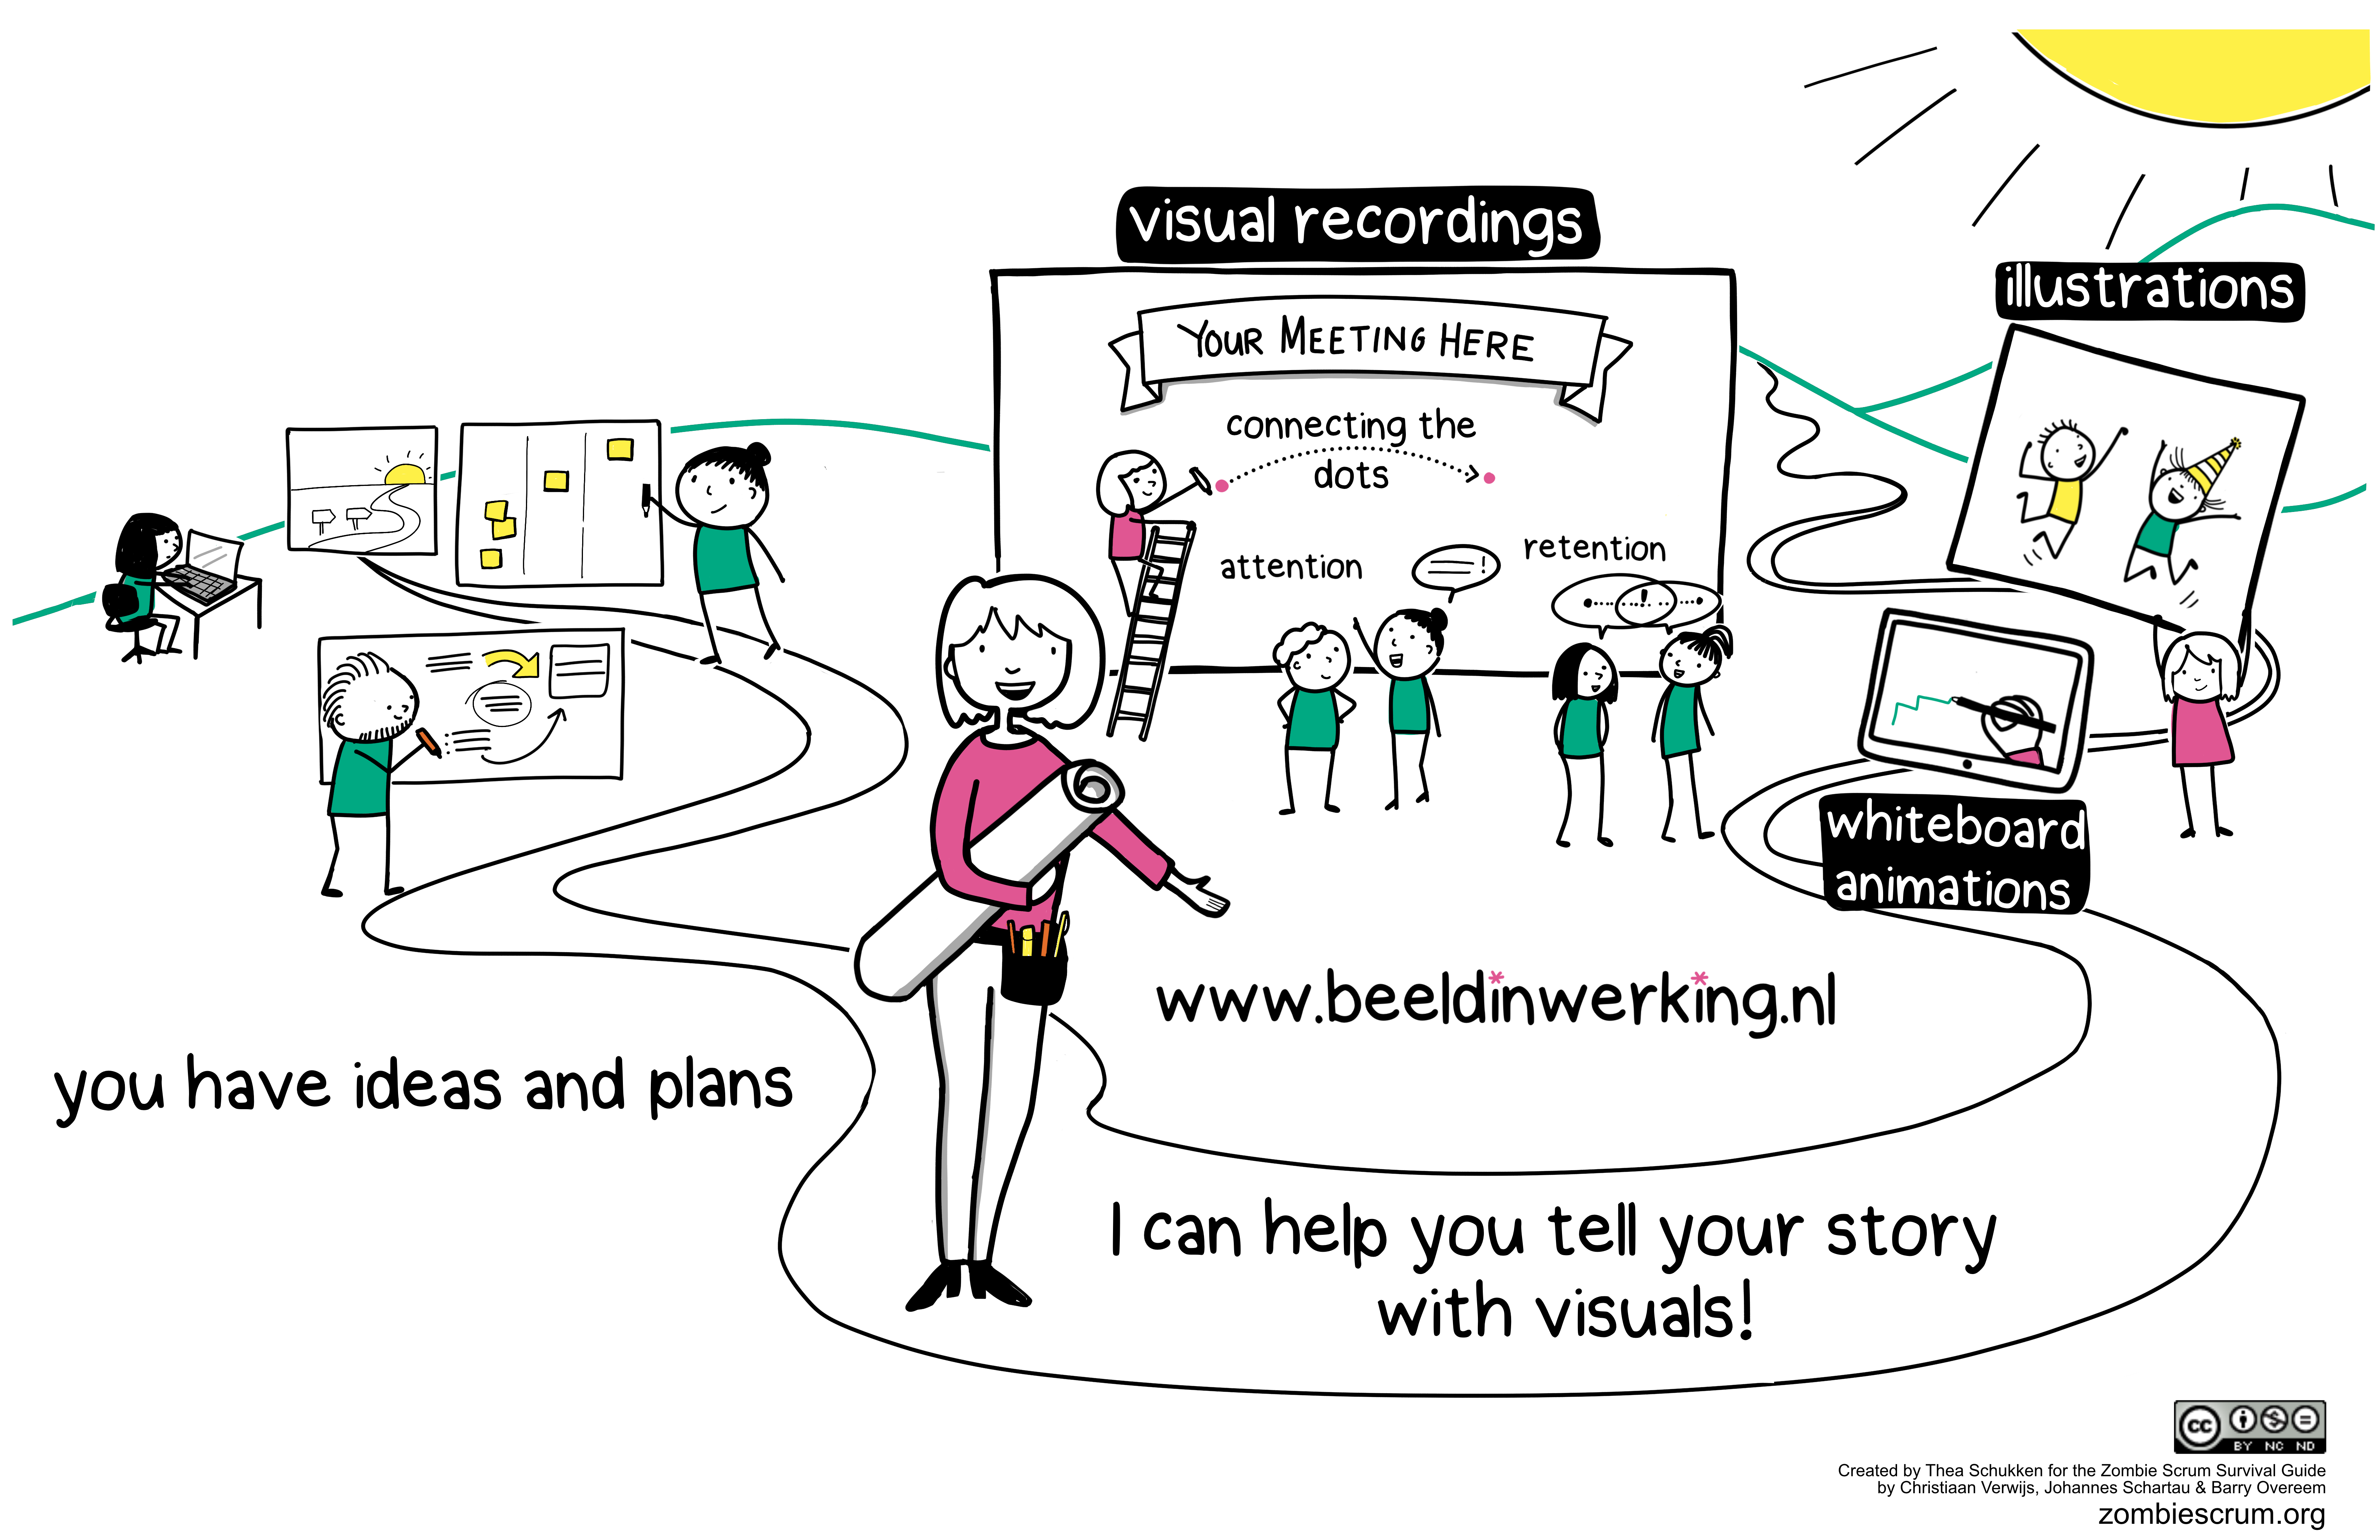 visual recordings
illustrations
YOUR MEETING HERE
connecting the
dots
attention
!
retention
!
whiteboard
animations
www.beeldinwerking.nl
you have ideas and plans
I can help you tell your story
with visuals!
cc
BY NC ND
Created by Thea Schukken for the Zombie Scrum Survival Guide
by Christiaan Verwijs, Johannes Schartau & Barry Overeem
zombiescrum.org